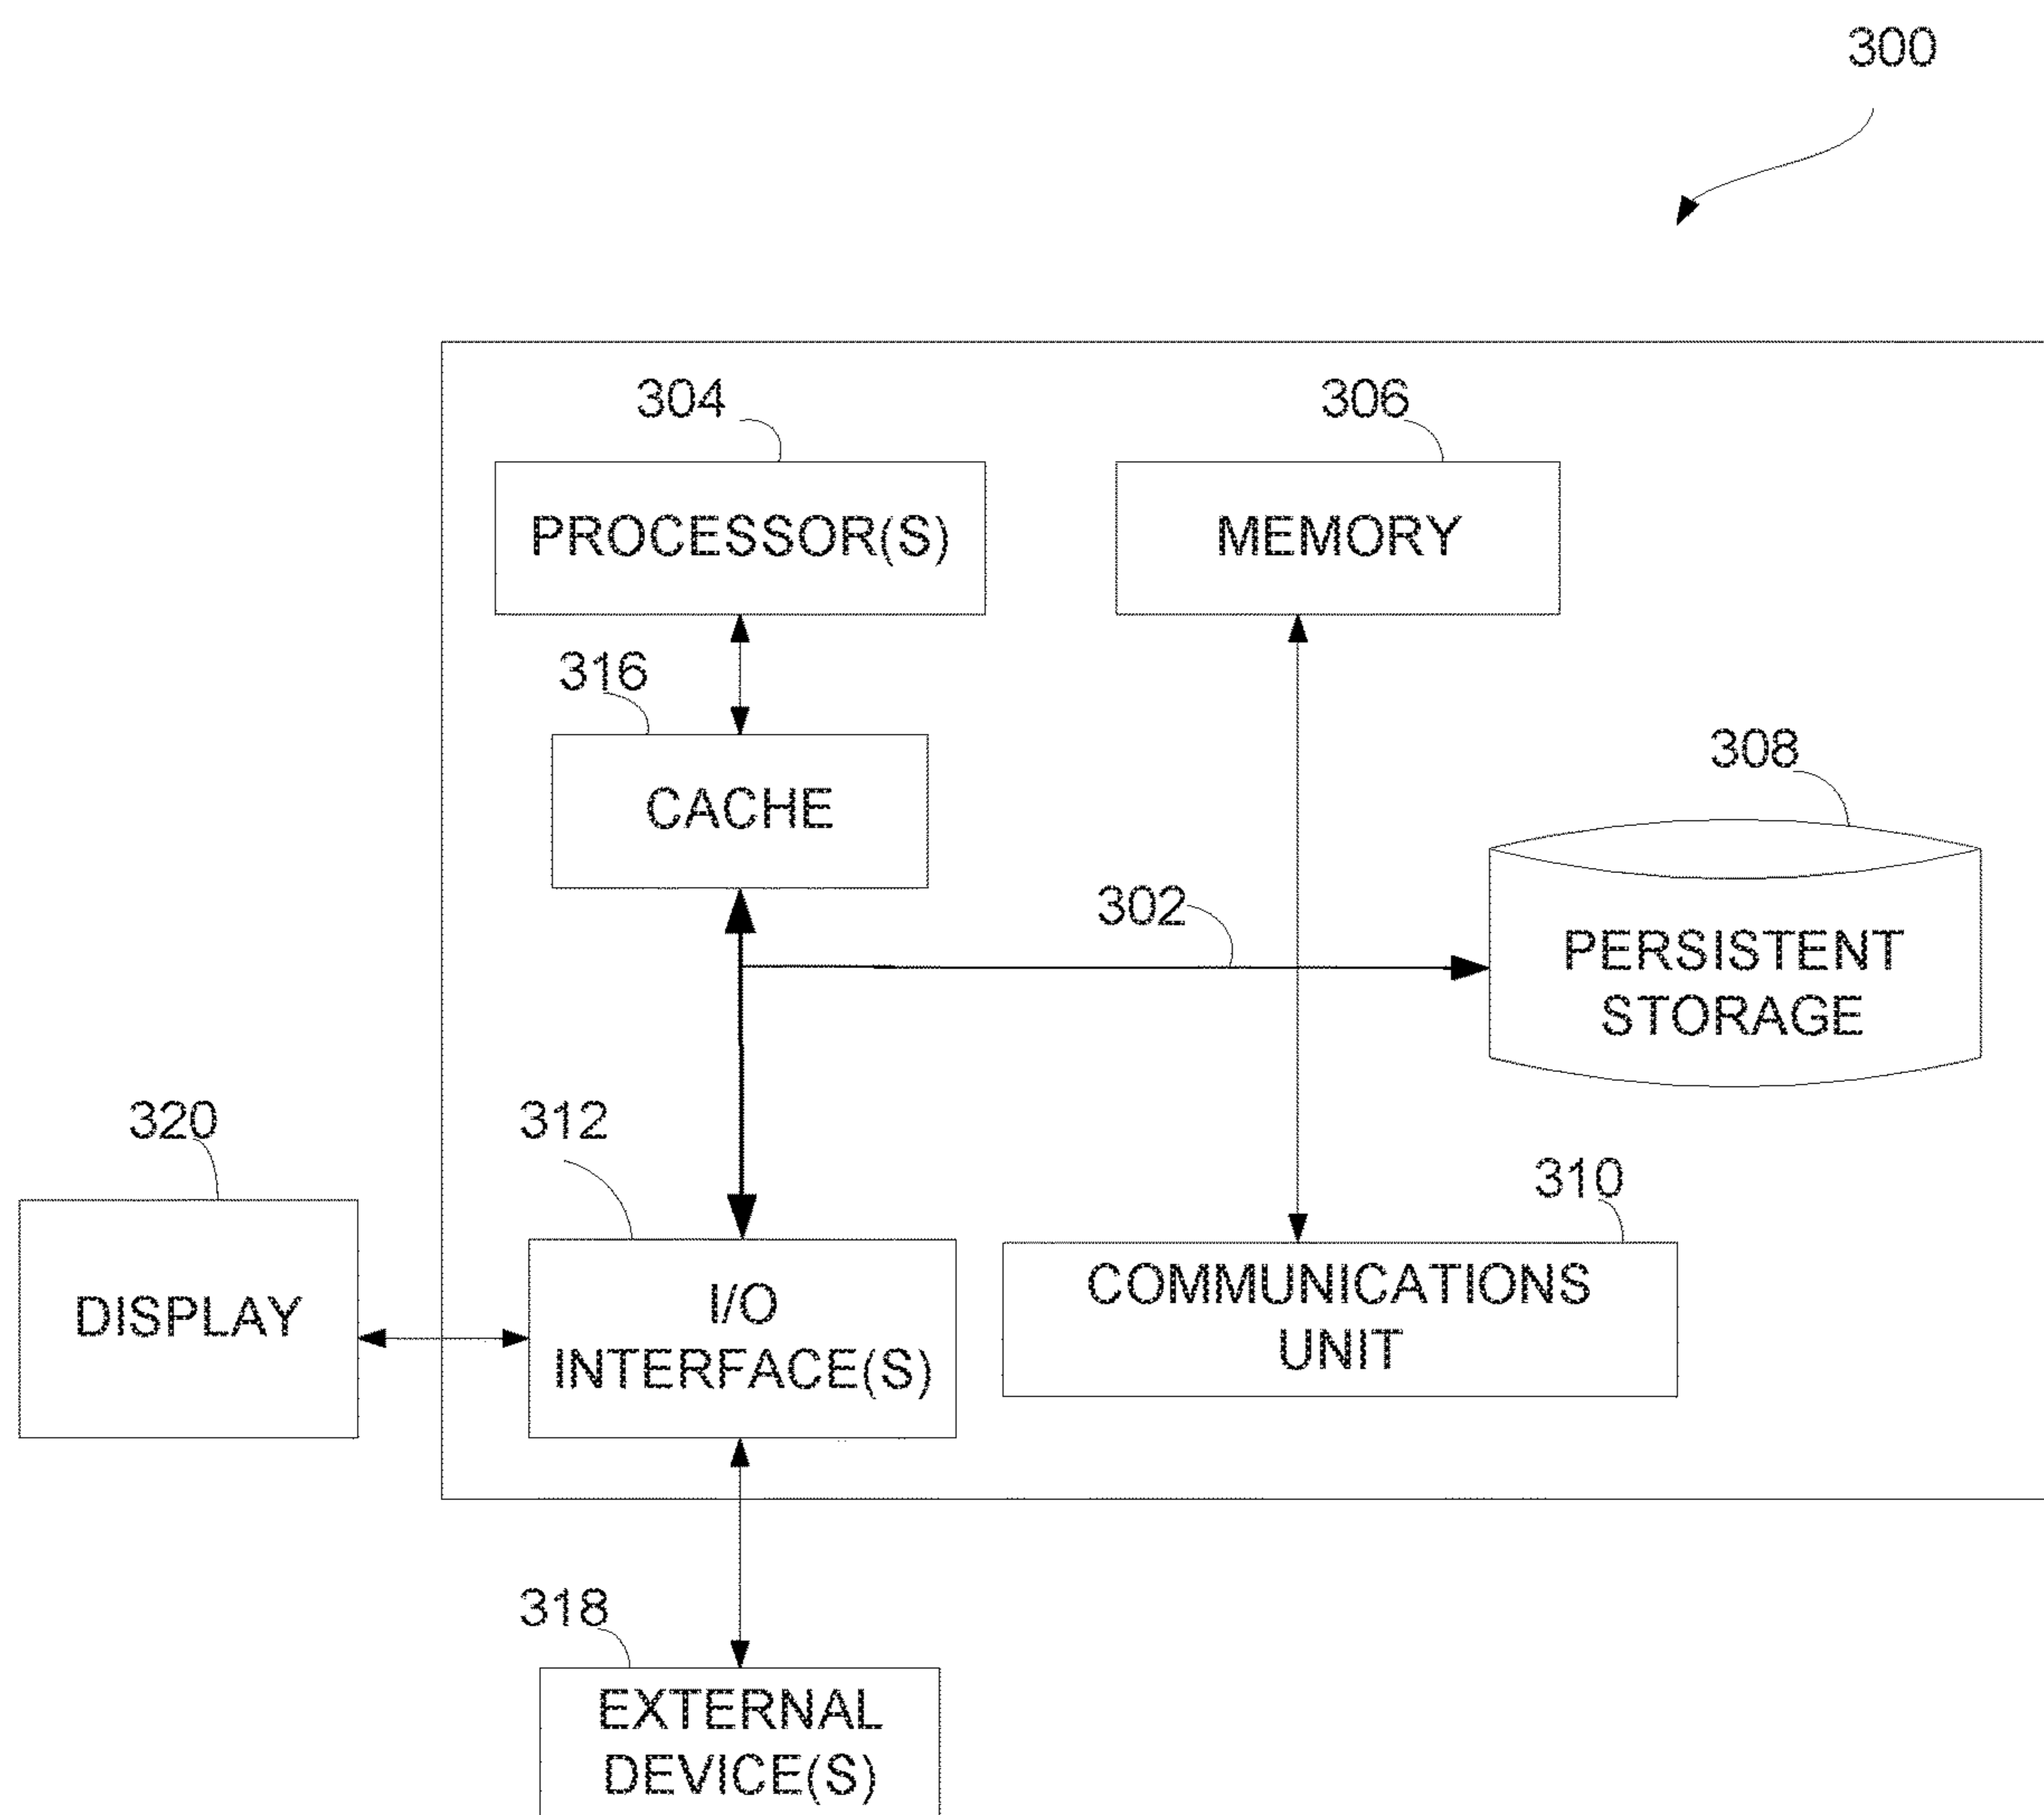 300
304
306
PROCESSOR(S)
MEMORY
316
CACHE
308
302
PERSISTENT
STORAGE
320
312
310
DISPLAY
I/O
INTERFACE(S)
COMMUNICATIONS
UNIT
318
EXTERNAL
DEVICE(S)